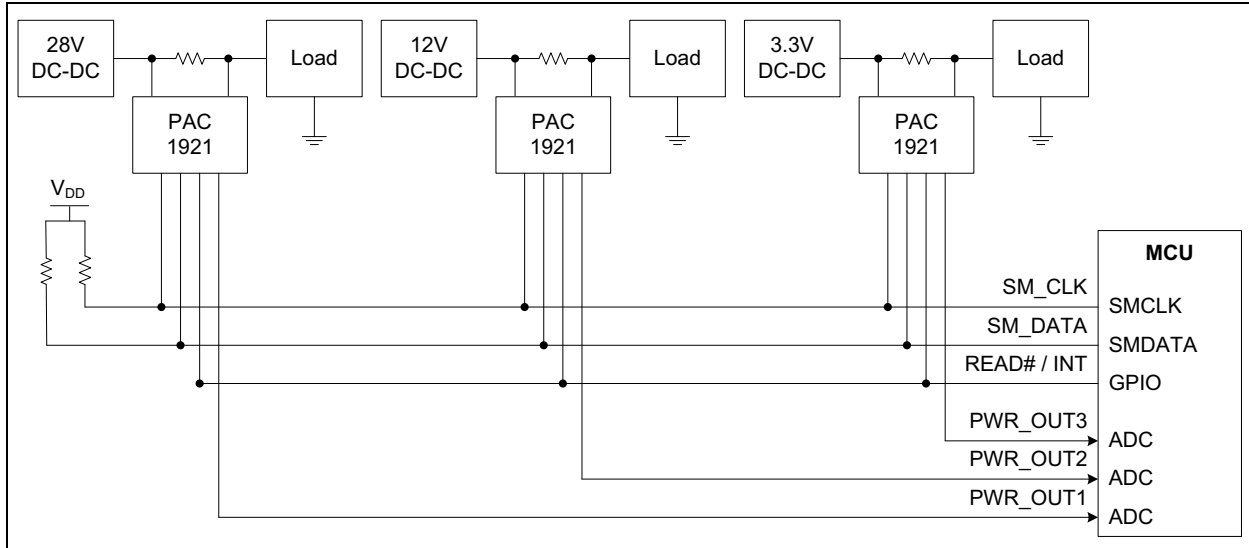 28V
DC-DC
Load
12V
DC-DC
Load
3.3V
DC-DC
Load
PAC
1921
PAC
1921
PAC
1921
VDD
MCU
SM_CLK
SMCLK
SM_DATA
SMDATA
READ# / INT
GPIO
PWR_OUT3
ADC
PWR_OUT2
ADC
PWR_OUT1
ADC